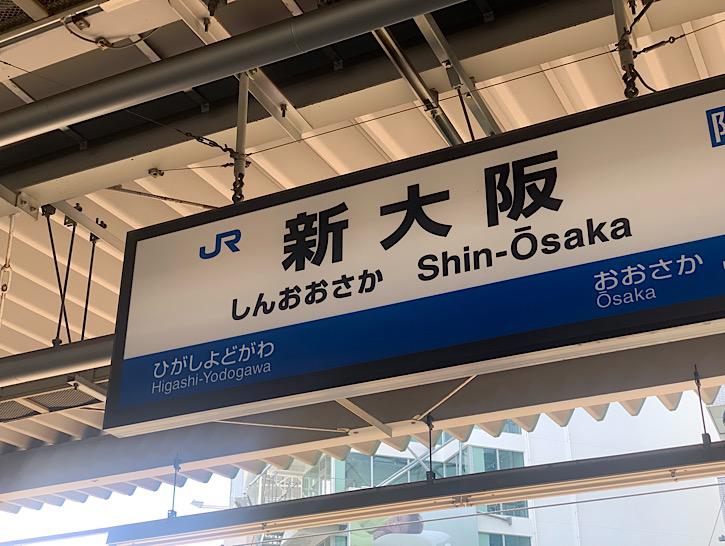 JR 新大阪
しんおおさか Shin-Ōsaka
ひがしよどがわ おおさか
Higashi-Yodogawa Ōsaka